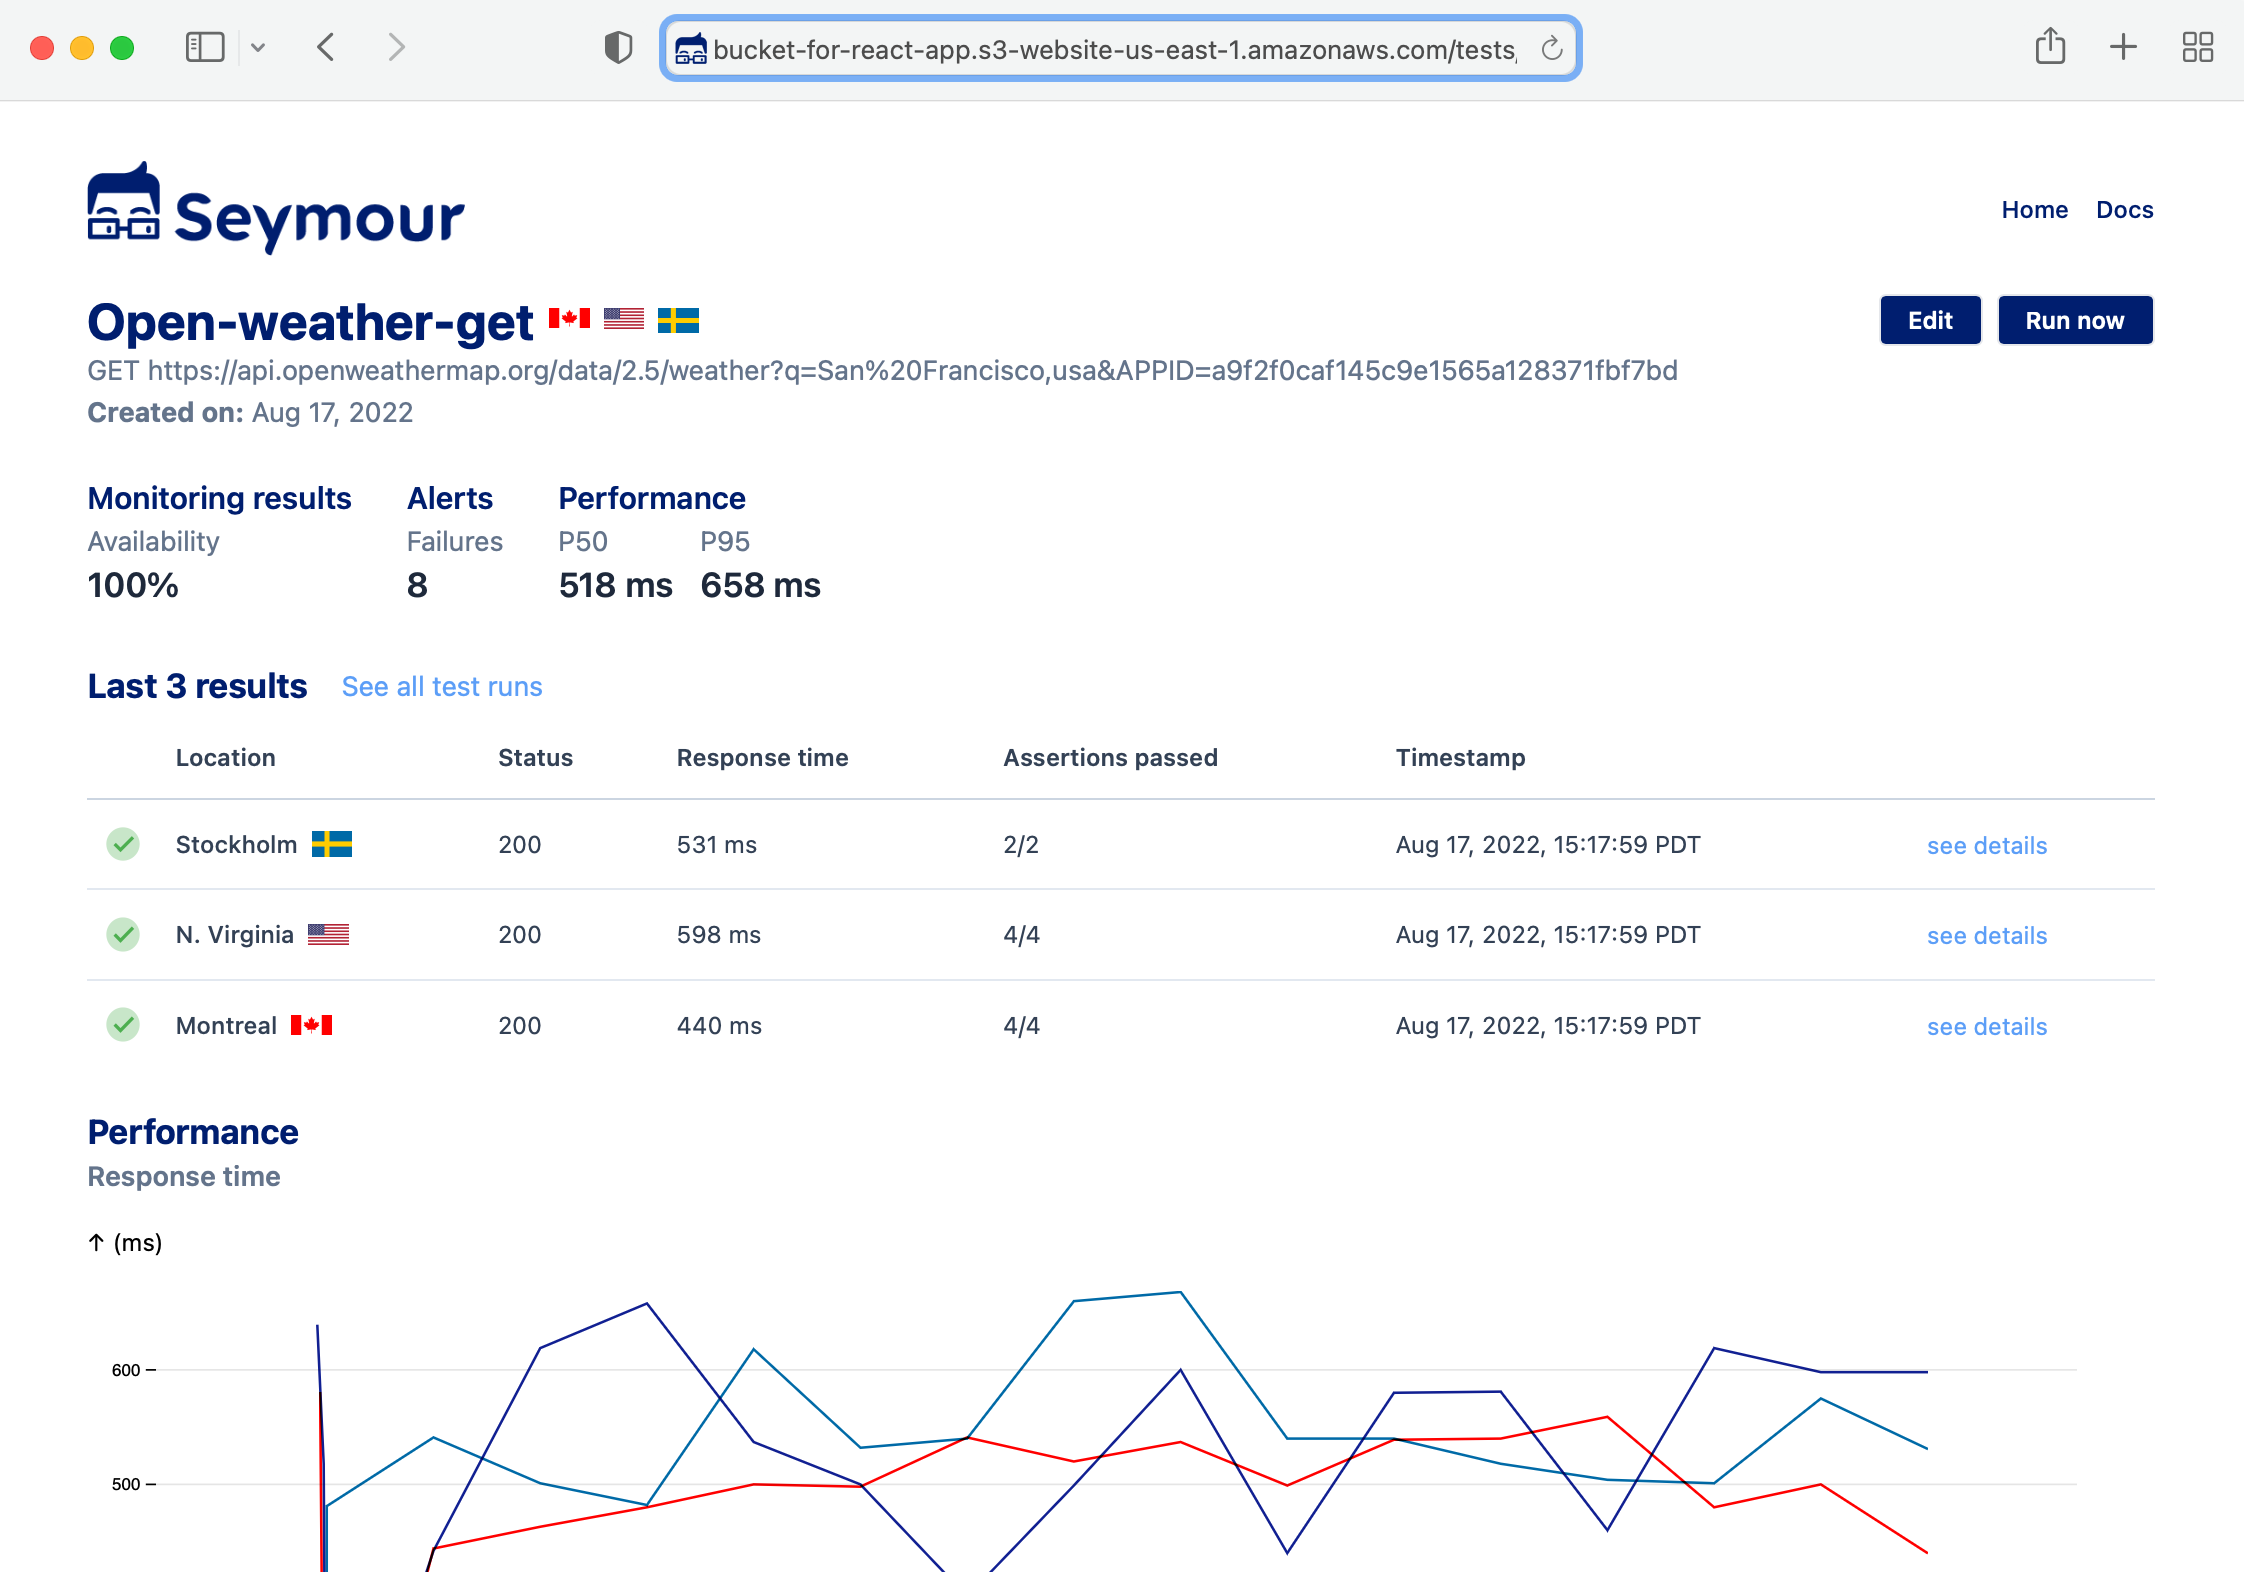 bucket-for-react-app.s3-website-us-east-1.amazonaws.com/tests
Seymour
Home Docs
Open-weather-get
Edit Run now
GET https://api.openweathermap.org/data/2.5/weather?q=San%20Francisco,usa&APPID=a9f2f0caf145c9e1565a128371fbf7bd
Created on: Aug 17, 2022
Monitoring results Alerts Performance
Availability Failures P50 P95
100% 8 518 ms 658 ms
Last 3 results See all test runs
Location Status Response time Assertions passed Timestamp
Stockholm 200 531 ms 2/2 Aug 17, 2022, 15:17:59 PDT see details
N. Virginia 200 598 ms 4/4 Aug 17, 2022, 15:17:59 PDT see details
Montreal 200 440 ms 4/4 Aug 17, 2022, 15:17:59 PDT see details
Performance
Response time
↑ (ms)
600
500